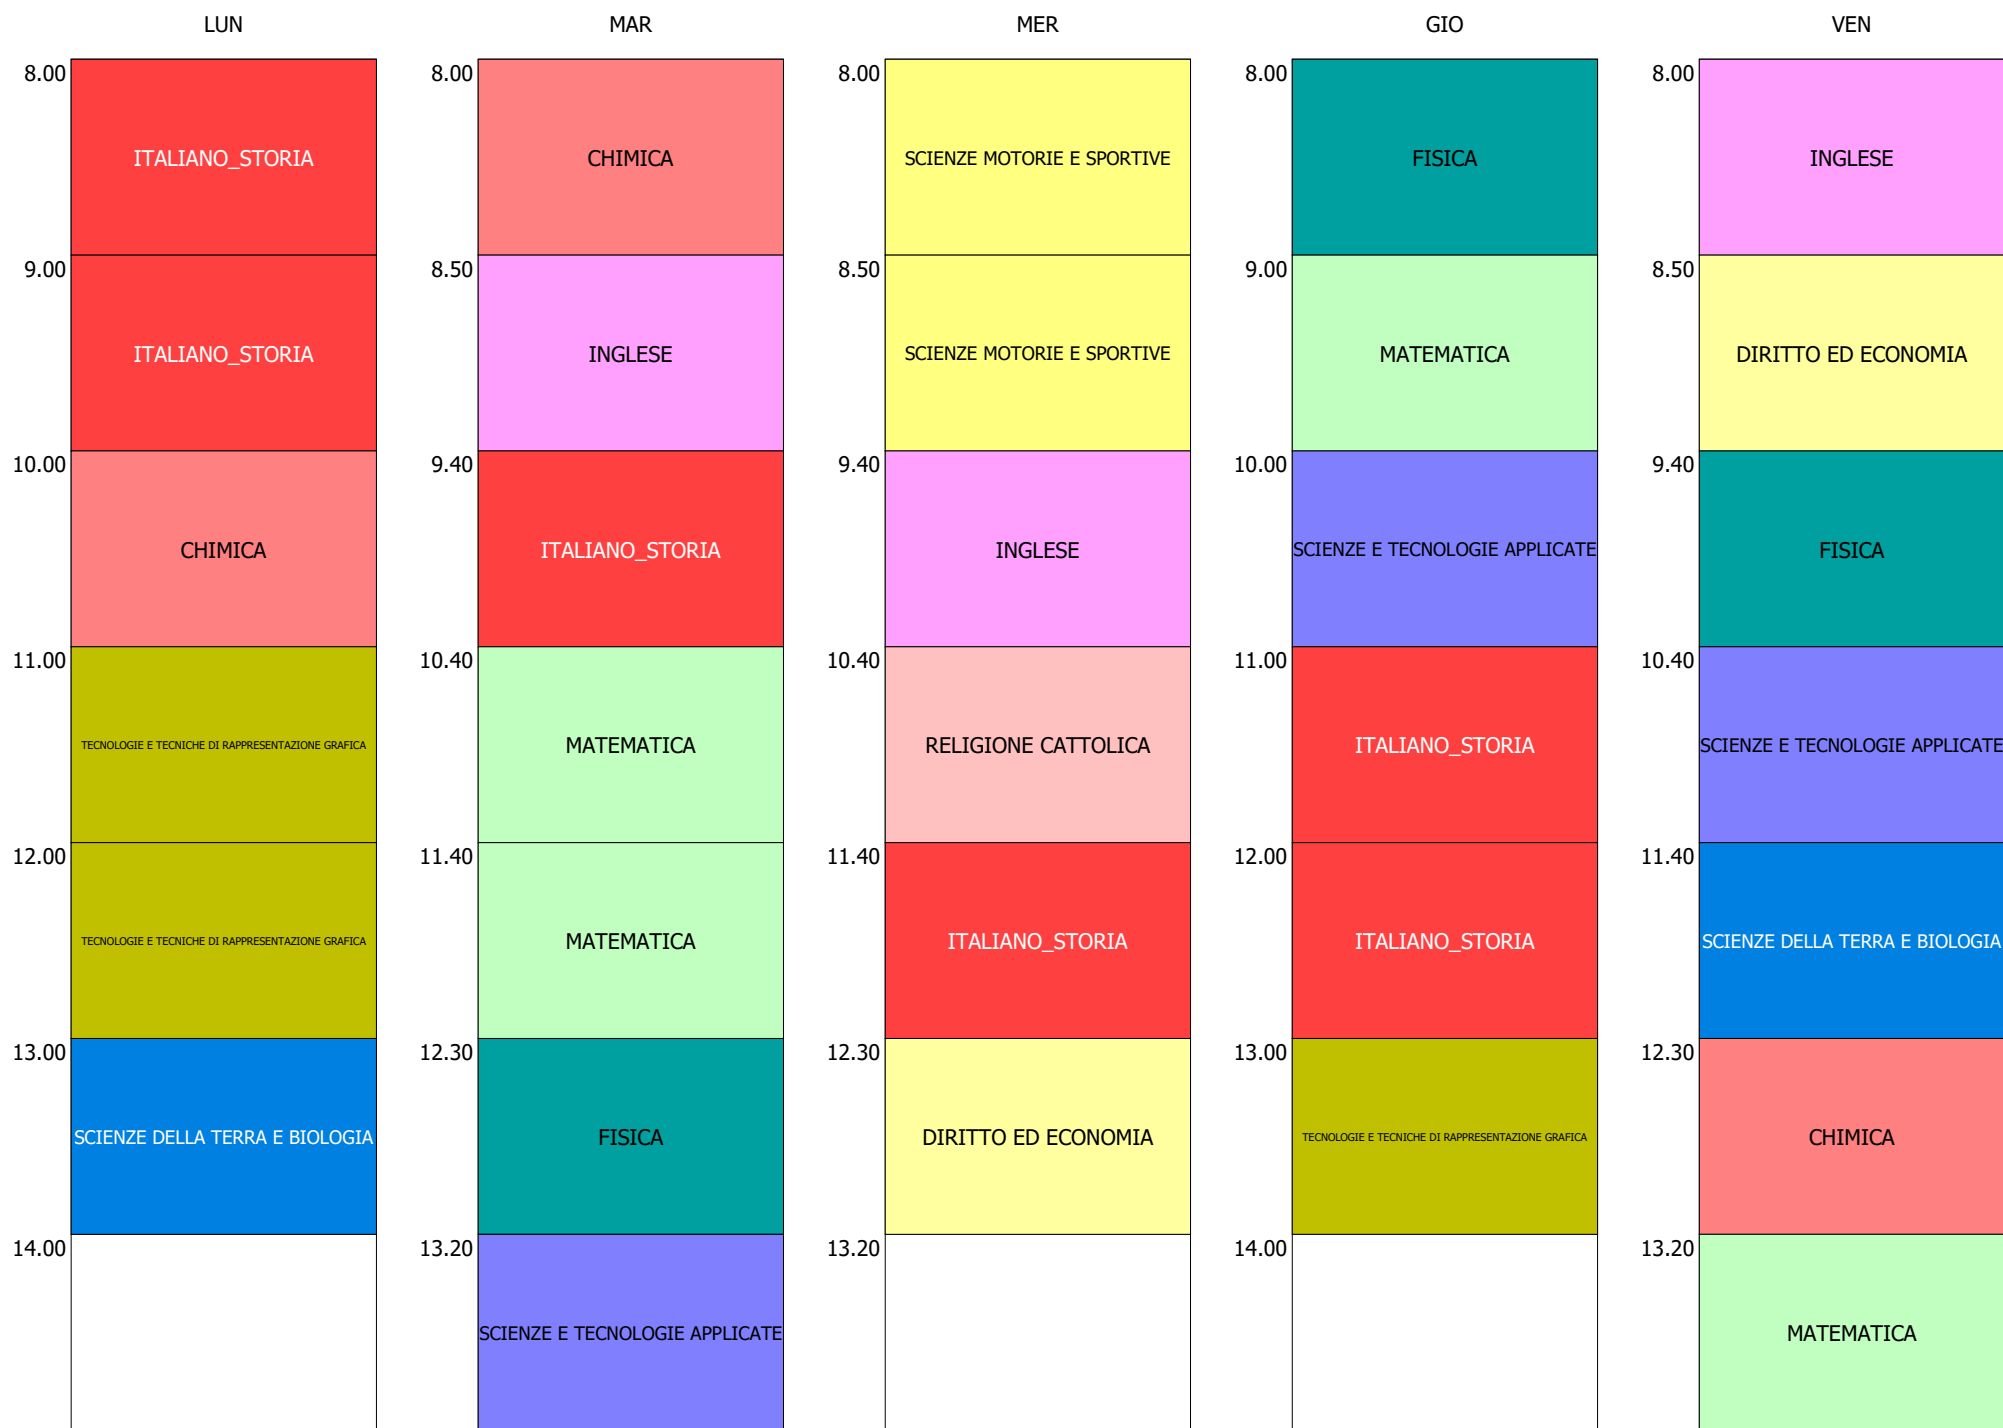 LUN MAR MER GIO VEN
8.00 ITALIANO_STORIA 8.00 CHIMICA 8.00 SCIENZE MOTORIE E SPORTIVE 8.00 FISICA 8.00 INGLESE
9.00 ITALIANO_STORIA 8.50 INGLESE 8.50 SCIENZE MOTORIE E SPORTIVE 9.00 MATEMATICA 8.50 DIRITTO ED ECONOMIA
10.00 CHIMICA 9.40 ITALIANO_STORIA 9.40 INGLESE 10.00 SCIENZE E TECNOLOGIE APPLICATE 9.40 FISICA
11.00 TECNOLOGIE E TECNICHE DI RAPPRESENTAZIONE GRAFICA 10.40 MATEMATICA 10.40 RELIGIONE CATTOLICA 11.00 ITALIANO_STORIA 10.40 SCIENZE E TECNOLOGIE APPLICATE
12.00 TECNOLOGIE E TECNICHE DI RAPPRESENTAZIONE GRAFICA 11.40 MATEMATICA 11.40 ITALIANO_STORIA 12.00 ITALIANO_STORIA 11.40 SCIENZE DELLA TERRA E BIOLOGIA
13.00 SCIENZE DELLA TERRA E BIOLOGIA 12.30 FISICA 12.30 DIRITTO ED ECONOMIA 13.00 TECNOLOGIE E TECNICHE DI RAPPRESENTAZIONE GRAFICA 12.30 CHIMICA
14.00 13.20 SCIENZE E TECNOLOGIE APPLICATE 13.20 14.00 13.20 MATEMATICA